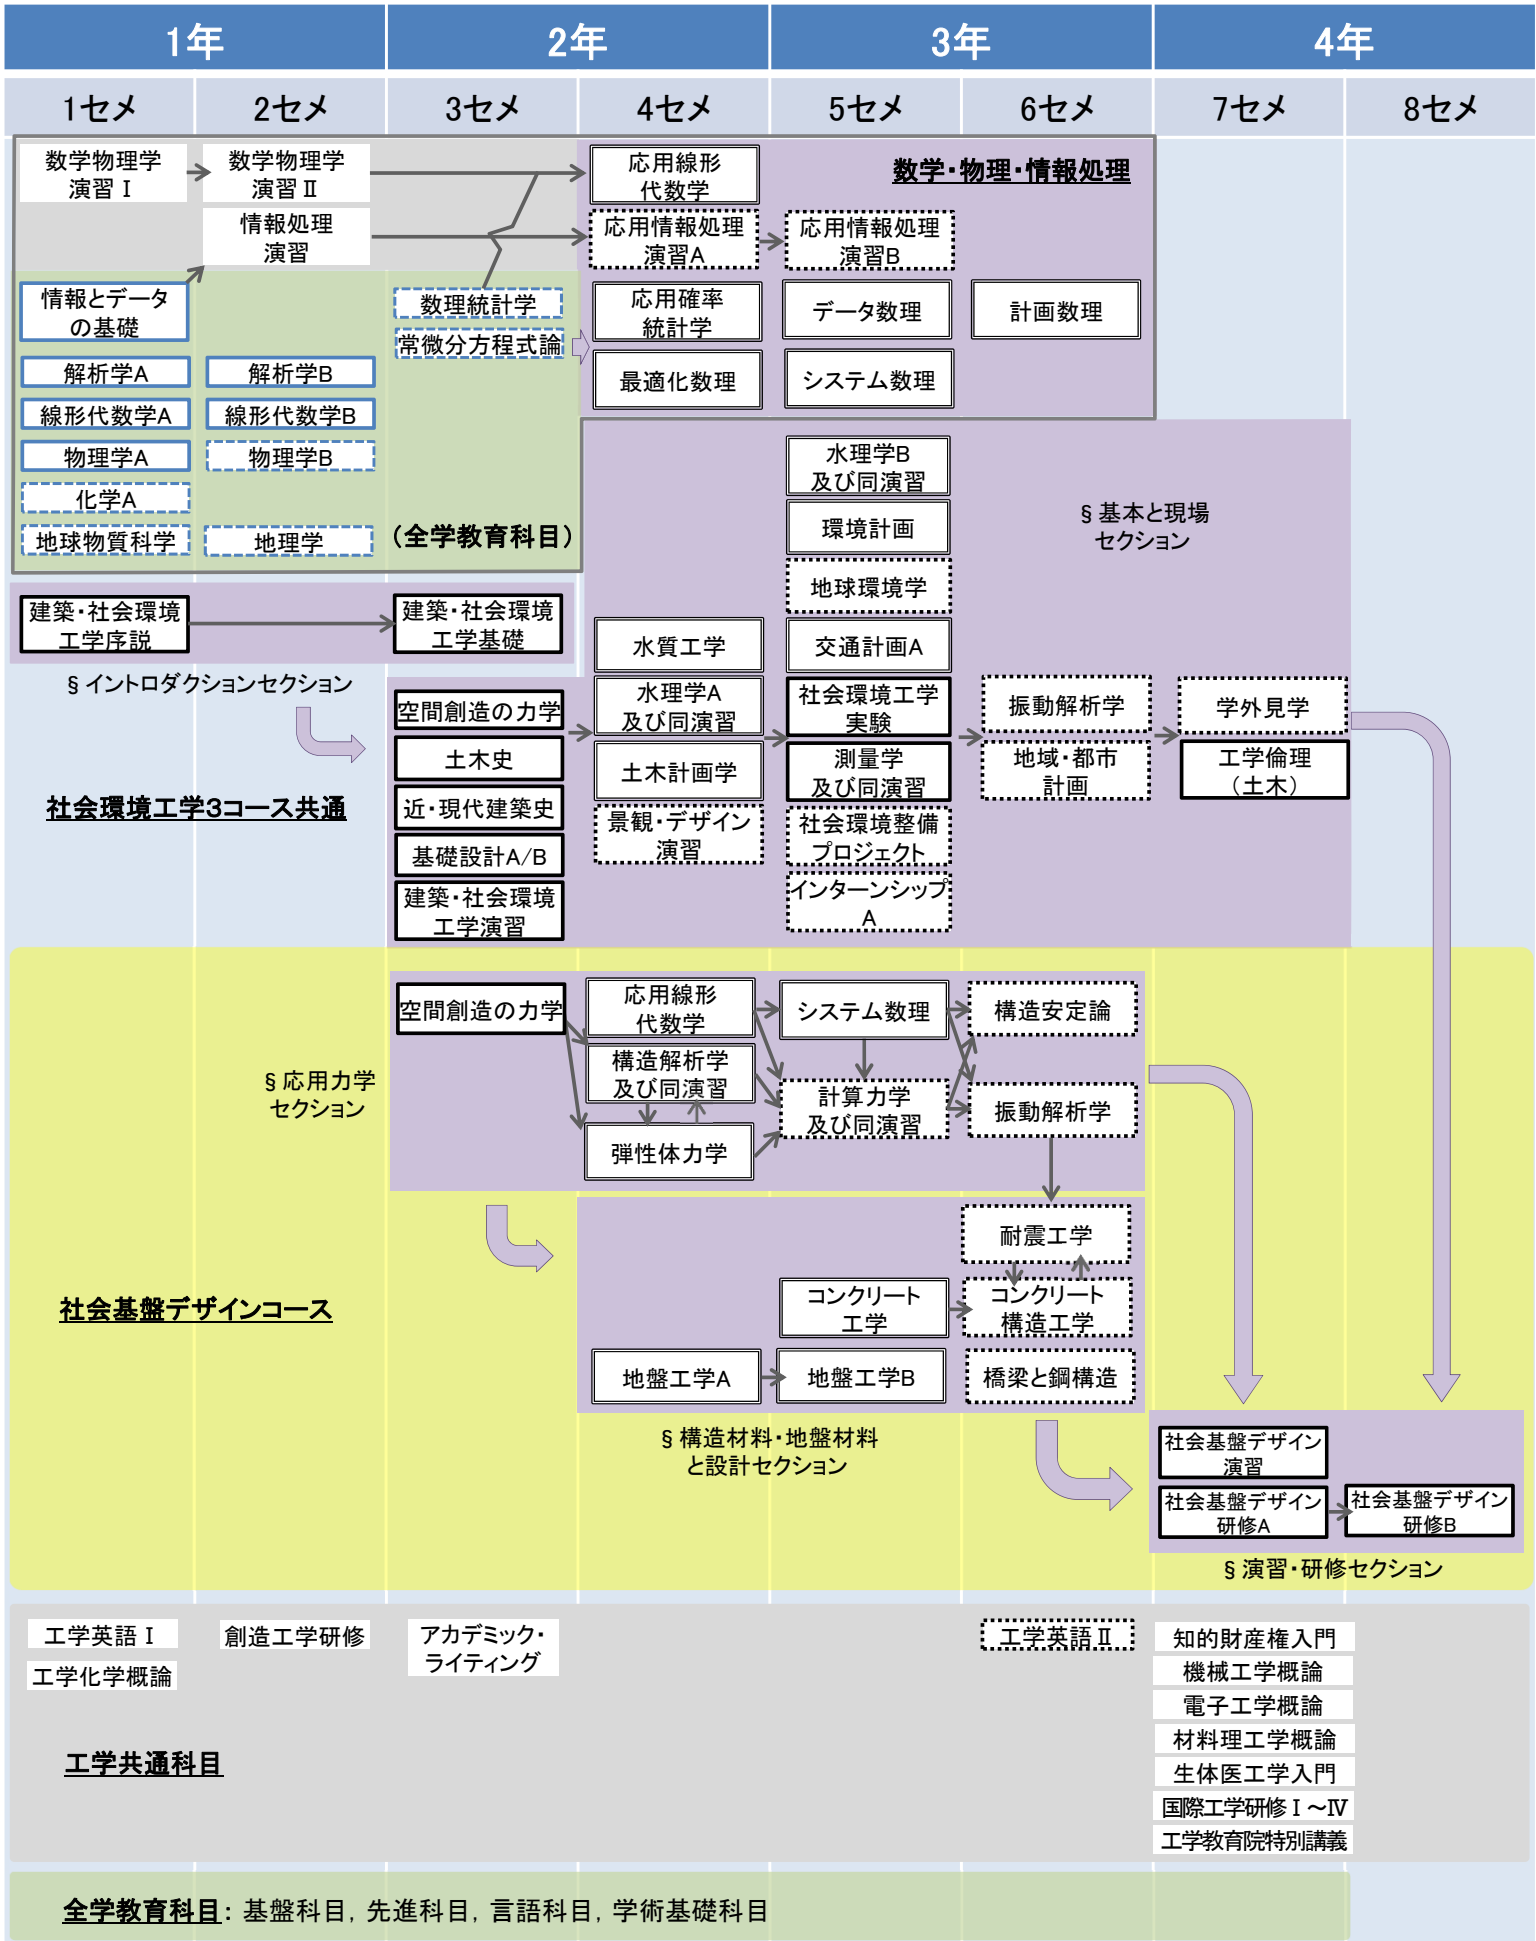 1年
2年
3年
4年
1セメ
2セメ
3セメ
4セメ
5セメ
6セメ
7セメ
8セメ
数学物理学
演習Ⅰ
数学物理学
演習Ⅱ
情報処理
演習
応用線形
代数学
数学・物理・情報処理
応用情報処理
演習A
応用情報処理
演習B
情報とデータ
の基礎
数理統計学
常微分方程式論
応用確率
統計学
データ数理
計画数理
最適化数理
システム数理
解析学A
解析学B
線形代数学A
線形代数学B
物理学A
物理学B
化学A
地球物質科学
地理学
(全学教育科目)
水理学B
及び同演習
環境計画
地球環境学
交通計画A
§基本と現場
セクション
建築・社会環境
工学序説
建築・社会環境
工学基礎
§イントロダクションセクション
社会環境工学3コース共通
空間創造の力学
土木史
近・現代建築史
基礎設計A/B
建築・社会環境
工学演習
水質工学
水理学A
及び同演習
土木計画学
景観・デザイン
演習
社会環境工学
実験
測量学
及び同演習
社会環境整備
プロジェクト
インターンシップ
A
振動解析学
地域・都市
計画
学外見学
工学倫理
(土木)
§応用力学
セクション
空間創造の力学
応用線形
代数学
構造解析学
及び同演習
弾性体力学
システム数理
計算力学
及び同演習
構造安定論
振動解析学
社会基盤デザインコース
耐震工学
コンクリート
工学
コンクリート
構造工学
地盤工学A
地盤工学B
橋梁と鋼構造
§構造材料・地盤材料
と設計セクション
社会基盤デザイン
演習
社会基盤デザイン
研修A
社会基盤デザイン
研修B
§演習・研修セクション
工学英語Ⅰ
工学化学概論
創造工学研修
アカデミック・
ライティング
工学英語Ⅱ
知的財産権入門
機械工学概論
電子工学概論
材料理工学概論
生体医工学入門
国際工学研修Ⅰ～Ⅳ
工学教育院特別講義
工学共通科目
全学教育科目: 基盤科目, 先進科目, 言語科目, 学術基礎科目